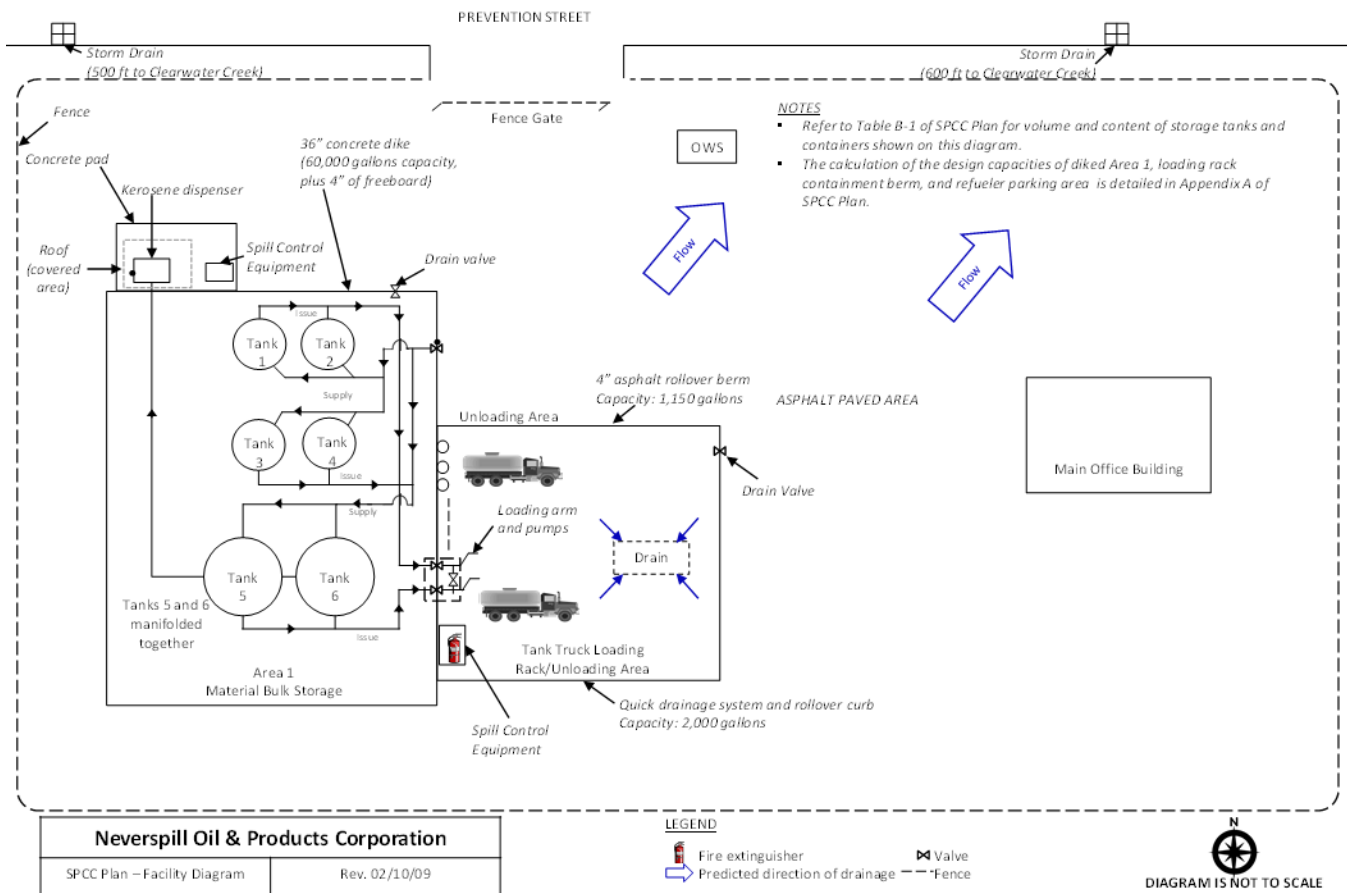 PREVENTION STREET
Storm Drain
(500 ft to Clearwater Creek)
Storm Drain
(600 ft to Clearwater Creek)
Fence
Fence Gate
NOTES
▪ Refer to Table B-1 of SPCC Plan for volume and content of storage tanks and
containers shown on this diagram.
▪ The calculation of the design capacities of diked Area 1, loading rack
containment berm, and refueler parking area is detailed in Appendix A of
SPCC Plan.
OWS
36” concrete dike
(60,000 gallons capacity,
plus 4” of freeboard)
Concrete pad
Kerosene dispenser
Roof
(covered
area)
Spill Control
Equipment
Drain valve
Flow
Flow
Issue
Tank
1
Tank
2
Supply
Tank
3
Tank
4
Issue
Supply
Tank
5
Tank
6
Issue
Tanks 5 and 6
manifolded
together
Area 1
Material Bulk Storage
Unloading Area
4” asphalt rollover berm
Capacity: 1,150 gallons
ASPHALT PAVED AREA
Main Office Building
Drain Valve
Loading arm
and pumps
Drain
Tank Truck Loading
Rack/Unloading Area
Quick drainage system and rollover curb
Capacity: 2,000 gallons
Spill Control
Equipment
Neverspill Oil & Products Corporation
SPCC Plan – Facility Diagram
Rev. 02/10/09
LEGEND
Fire extinguisher
Valve
Predicted direction of drainage
Fence
N
DIAGRAM IS NOT TO SCALE